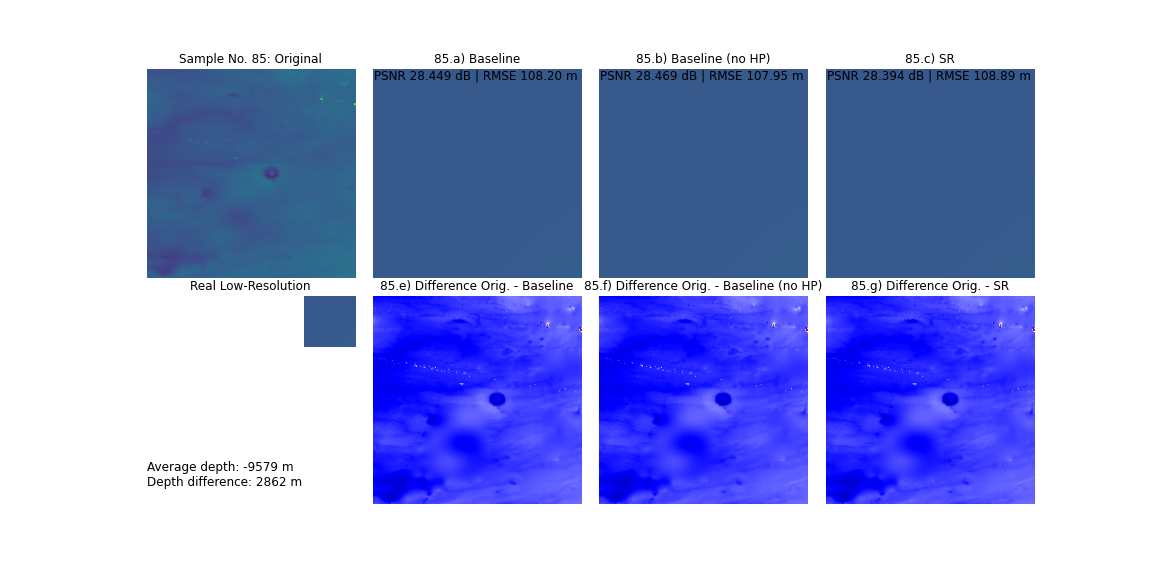 Sample No. 85: Original
85.a) Baseline
85.b) Baseline (no HP)
85.c) SR
PSNR 28.449 dB | RMSE 108.20 m
PSNR 28.469 dB | RMSE 107.95 m
PSNR 28.394 dB | RMSE 108.89 m
Real Low-Resolution
85.e) Difference Orig. - Baseline
85.f) Difference Orig. - Baseline (no HP)
85.g) Difference Orig. - SR
Average depth: -9579 m
Depth difference: 2862 m